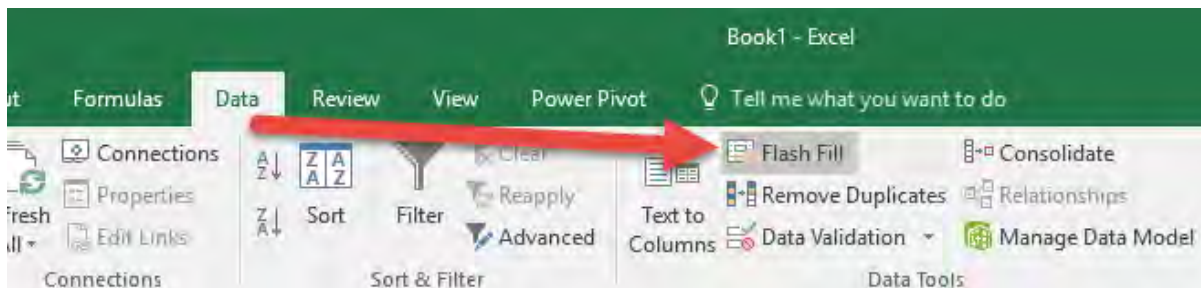 Book1 - Excel
Formulas Data Review View Power Pivot Tell me what you want to do
Connections
Properties
Edit Links
Connections
A
Z
Z
A
Z A
A Z
Sort
Filter
Clear
Reapply
Advanced
Sort & Filter
Text to
Columns
Flash Fill
Remove Duplicates
Data Validation
Consolidate
Relationships
Manage Data Model
Data Tools